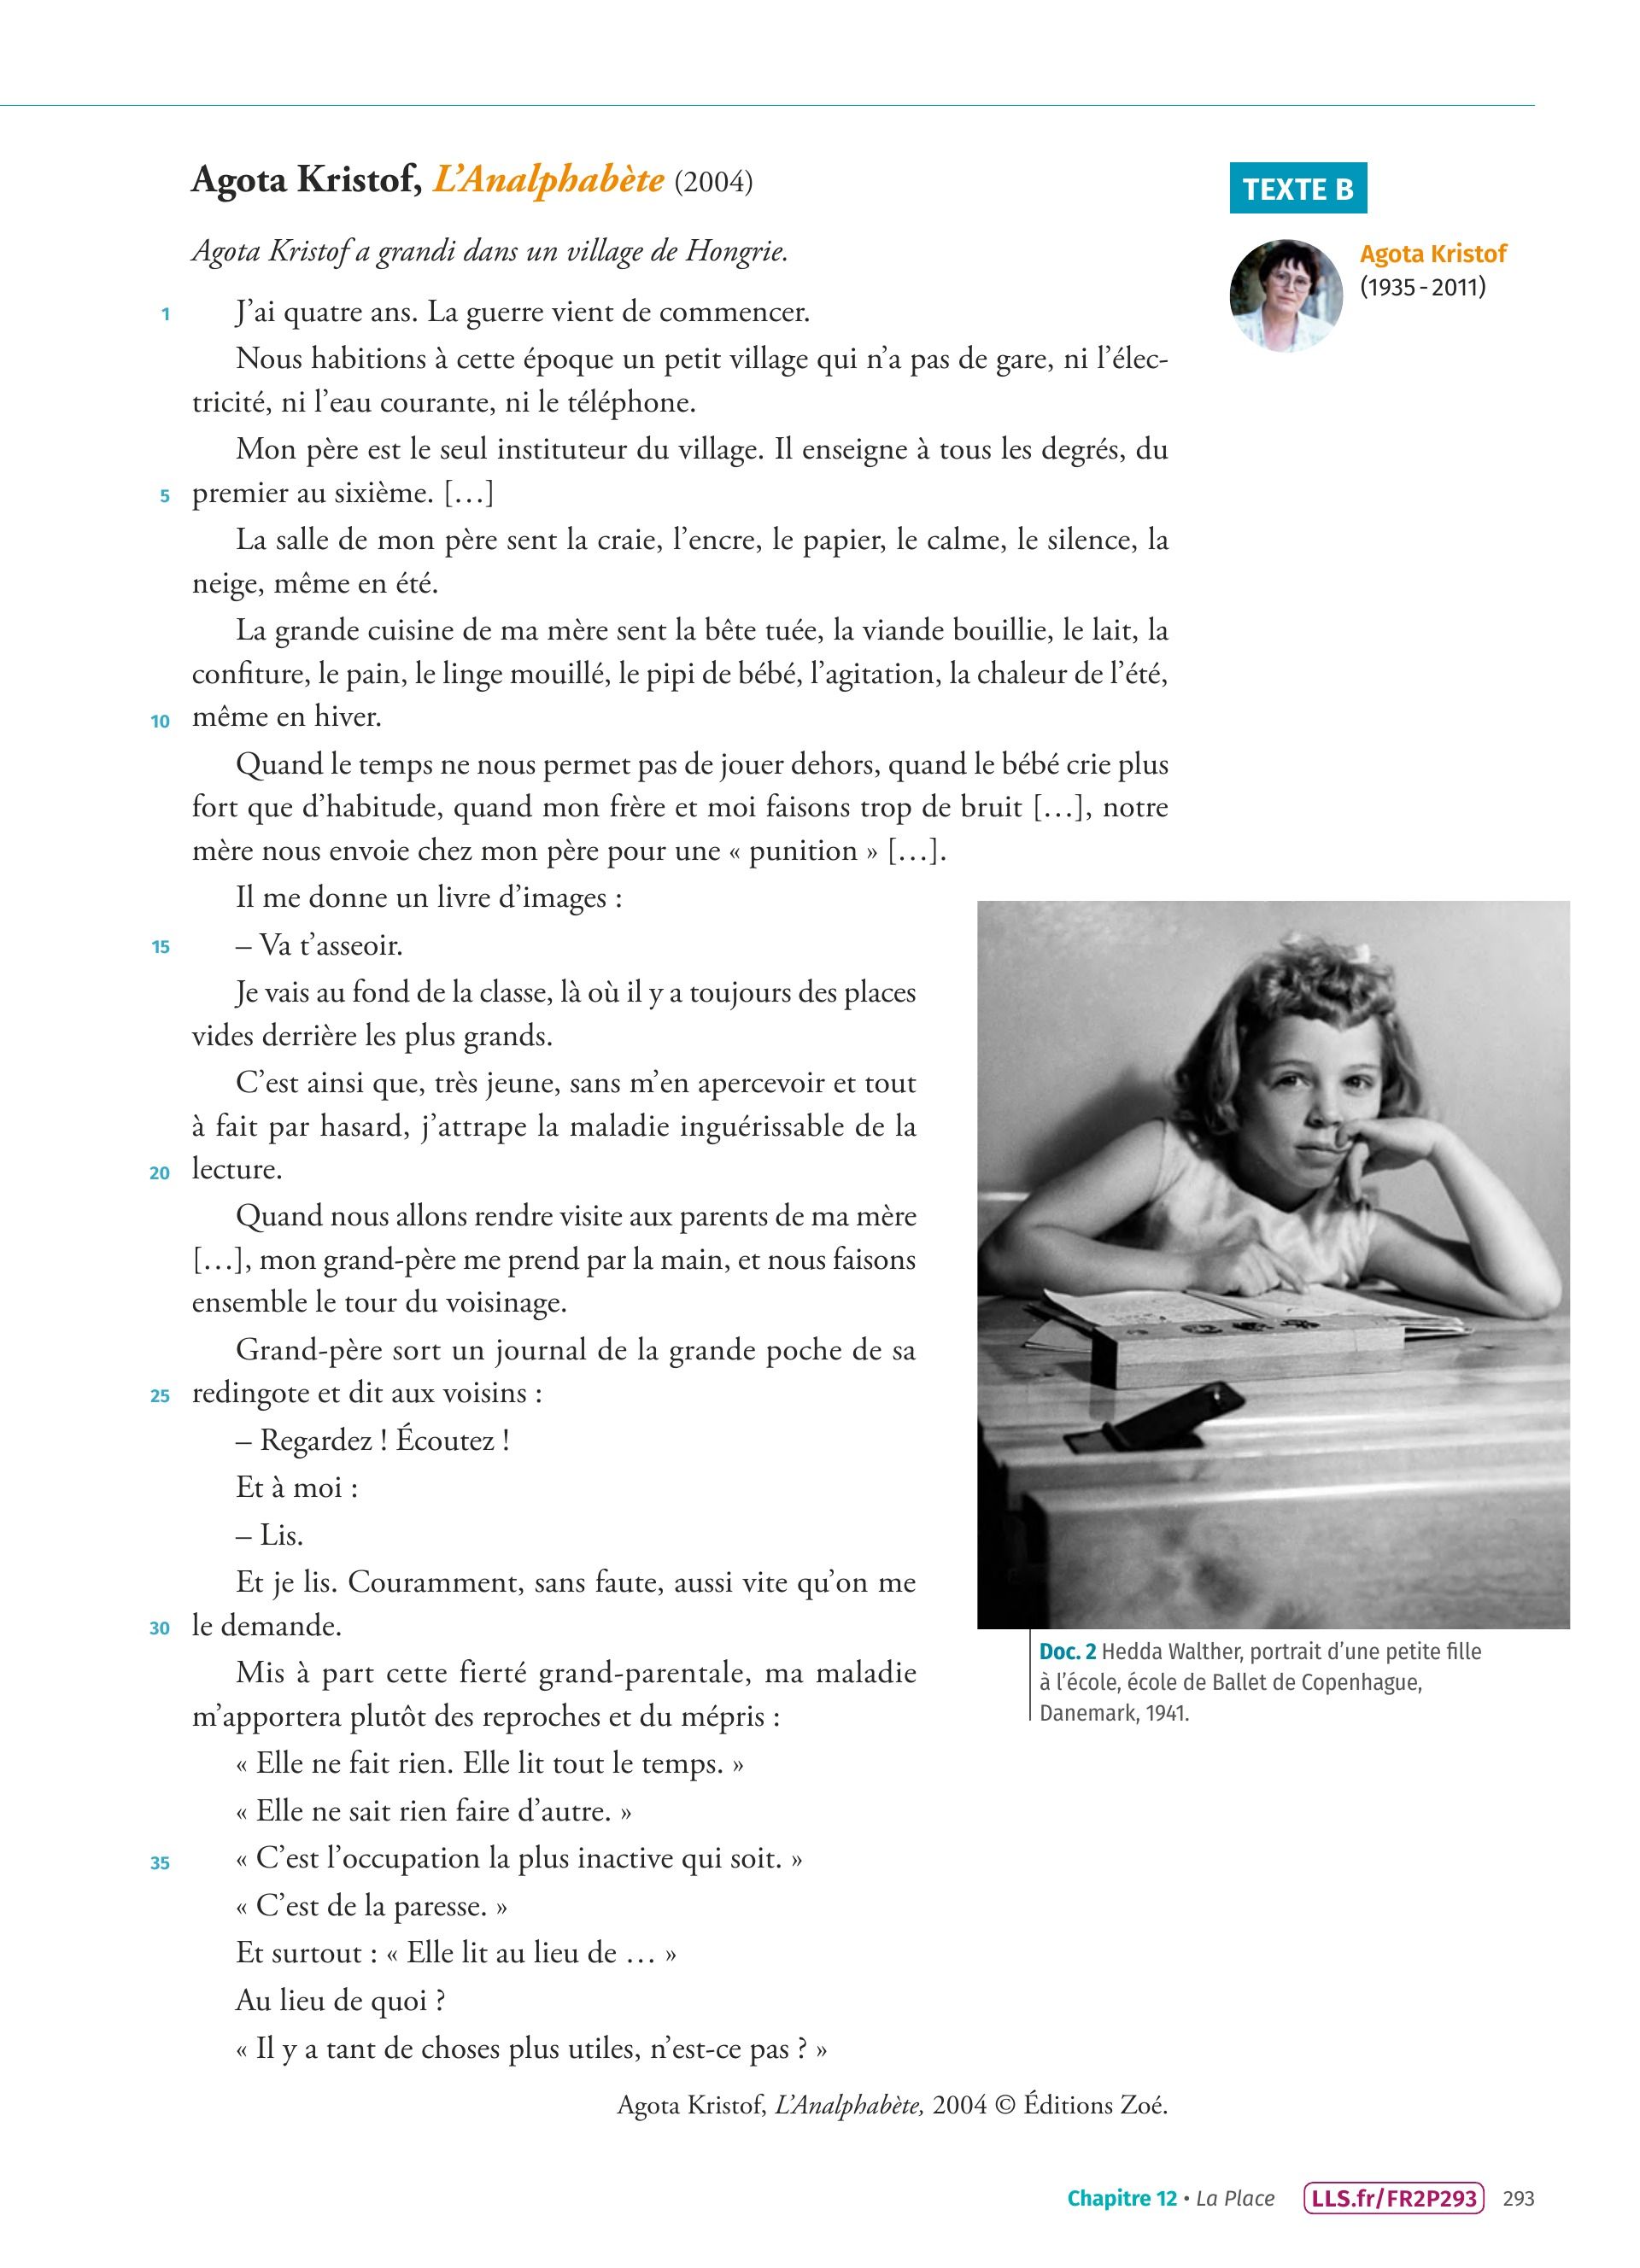 Agota Kristof, L’Analphabète (2004)
TEXTE B
Agota Kristof
(1935 - 2011)
Agota Kristof a grandi dans un village de Hongrie.
1 J’ai quatre ans. La guerre vient de commencer.
Nous habitions à cette époque un petit village qui n’a pas de gare, ni l’élec-
tricité, ni l’eau courante, ni le téléphone.
Mon père est le seul instituteur du village. Il enseigne à tous les degrés, du
5 premier au sixième. […]
La salle de mon père sent la craie, l’encre, le papier, le calme, le silence, la
neige, même en été.
La grande cuisine de ma mère sent la bête tuée, la viande bouillie, le lait, la
confiture, le pain, le linge mouillé, le pipi de bébé, l’agitation, la chaleur de l’été,
10 même en hiver.
Quand le temps ne nous permet pas de jouer dehors, quand le bébé crie plus
fort que d’habitude, quand mon frère et moi faisons trop de bruit […], notre
mère nous envoie chez mon père pour une « punition » […].
Il me donne un livre d’images :
15 – Va t’asseoir.
Je vais au fond de la classe, là où il y a toujours des places
vides derrière les plus grands.
C’est ainsi que, très jeune, sans m’en apercevoir et tout
à fait par hasard, j’attrape la maladie inguérissable de la
20 lecture.
Quand nous allons rendre visite aux parents de ma mère
[…], mon grand-père me prend par la main, et nous faisons
ensemble le tour du voisinage.
Grand-père sort un journal de la grande poche de sa
25 redingote et dit aux voisins :
– Regardez ! Écoutez !
Et à moi :
– Lis.
Et je lis. Couramment, sans faute, aussi vite qu’on me
30 le demande.
Mis à part cette fierté grand-parentale, ma maladie
m’apportera plutôt des reproches et du mépris :
« Elle ne fait rien. Elle lit tout le temps. »
« Elle ne sait rien faire d’autre. »
35 « C’est l’occupation la plus inactive qui soit. »
« C’est de la paresse. »
Et surtout : « Elle lit au lieu de … »
Au lieu de quoi ?
« Il y a tant de choses plus utiles, n’est-ce pas ? »
Agota Kristof, L’Analphabète, 2004 © Éditions Zoé.
Doc. 2 Hedda Walther, portrait d’une petite fille
à l’école, école de Ballet de Copenhague,
Danemark, 1941.
Chapitre 12 • La Place LLS.fr/FR2P293 293